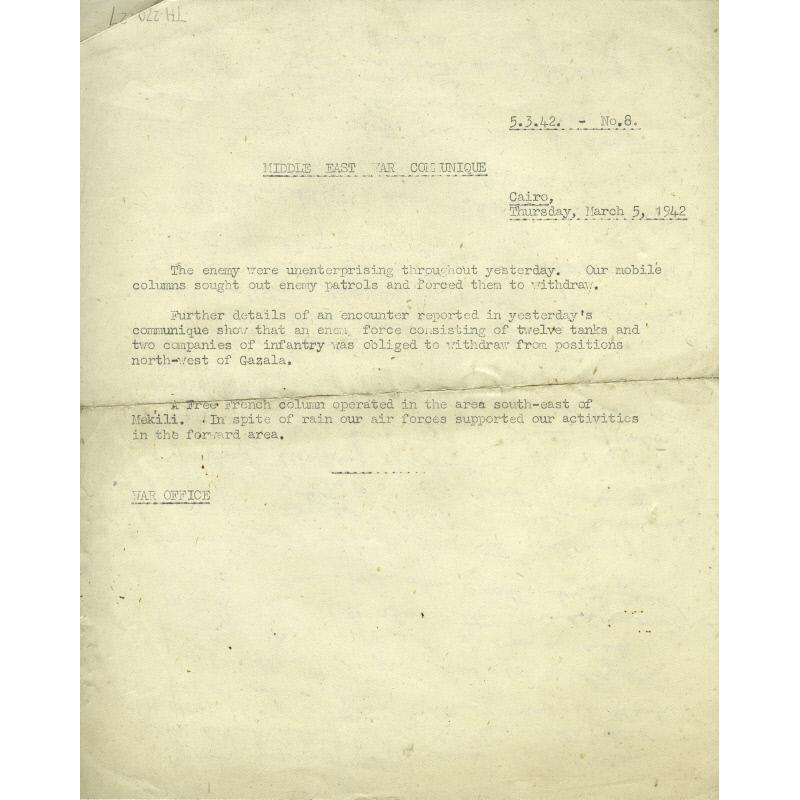 5.3.42. - No.8.
MIDDLE EAST WAR COMMUNIQUE
Cairo,
Thursday, March 5, 1942
The enemy were unenterprising throughout yesterday. Our mobile
columns sought out enemy patrols and forced them to withdraw.
Further details of an encounter reported in yesterday's
communique show that an enemy force consisting of twelve tanks and
two companies of infantry was obliged to withdraw from positions
north-west of Gazala.
A Free French column operated in the area south-east of
Mekili. In spite of rain our air forces supported our activities
in the forward area.
WAR OFFICE